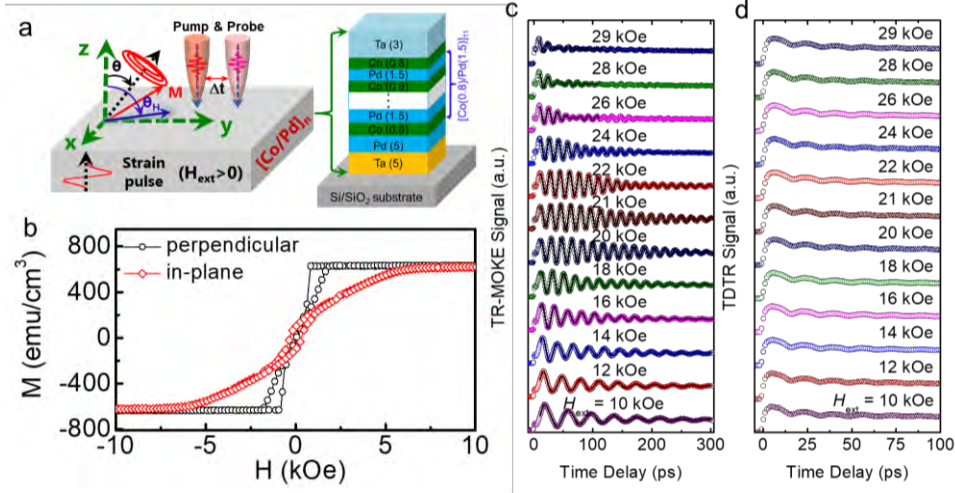 a
Pump & Probe
z
θ
M
θH
Δt
x
y
[Co/Pd]n
Strain
pulse
(Hext>0)
Ta (3)
Co (0.8)
Pd (1.5)
Co (0.8)
Pd (1.5)
Co (0.8)
Pd (5)
Ta (5)
[Co(0.8)/Pd(1.5)]11
Si/SiO2 substrate
b
perpendicular
in-plane
M (emu/cm3)
800
400
0
-400
-800
-10
-5
0
5
10
H (kOe)
c
TR-MOKE Signal (a.u.)
29 kOe
28 kOe
26 kOe
24 kOe
22 kOe
21 kOe
20 kOe
18 kOe
16 kOe
14 kOe
12 kOe
Hext = 10 kOe
0
100
200
300
Time Delay (ps)
d
TDTR Signal (a.u.)
29 kOe
28 kOe
26 kOe
24 kOe
22 kOe
21 kOe
20 kOe
18 kOe
16 kOe
14 kOe
12 kOe
Hext = 10 kOe
0
25
50
75
100
Time Delay (ps)